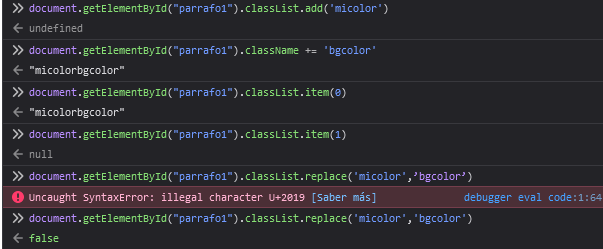 document.getElementById("parrafo1").classList.add('micolor')
undefined
document.getElementById("parrafo1").className += 'bgcolor'
"micolorbgcolor"
document.getElementById("parrafo1").classList.item(0)
"micolorbgcolor"
document.getElementById("parrafo1").classList.item(1)
null
document.getElementById("parrafo1").classList.replace('micolor',’bgcolor’)
Uncaught SyntaxError: illegal character U+2019 [Saber más] debugger eval code:1:64
document.getElementById("parrafo1").classList.replace('micolor','bgcolor')
false